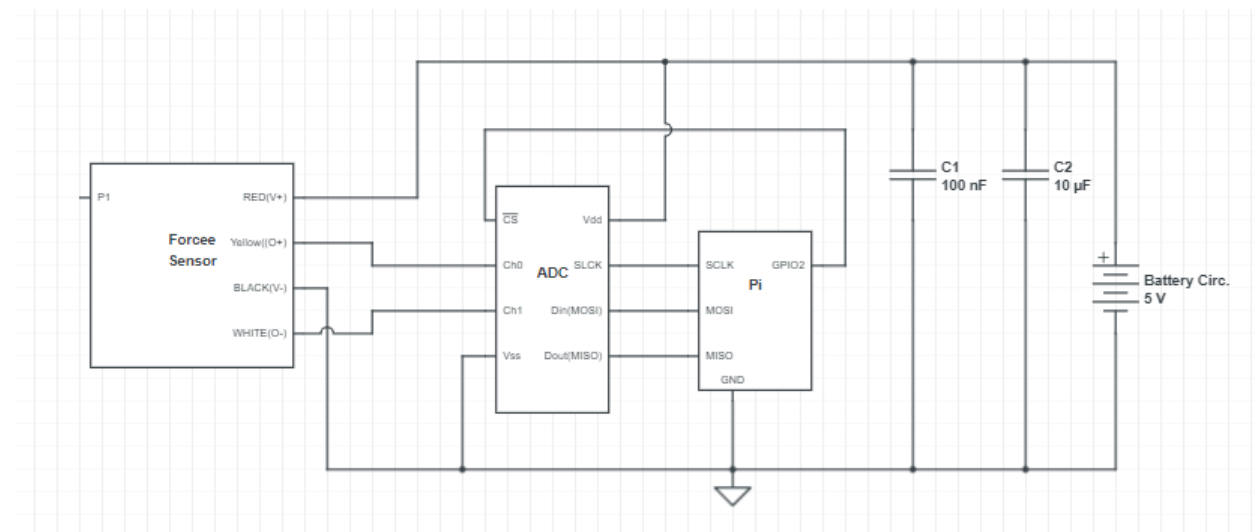 P1
RED(V+)
Forcee
Sensor
Yellow((O+)
BLACK(V-)
WHITE(O-)
CS
Vdd
Ch0
ADC
SLCK
Ch1
Din(MOSI)
Vss
Dout(MISO)
SCLK
GPIO2
Pi
MOSI
MISO
GND
C1
100 nF
C2
10 µF
+
Battery Circ.
5 V